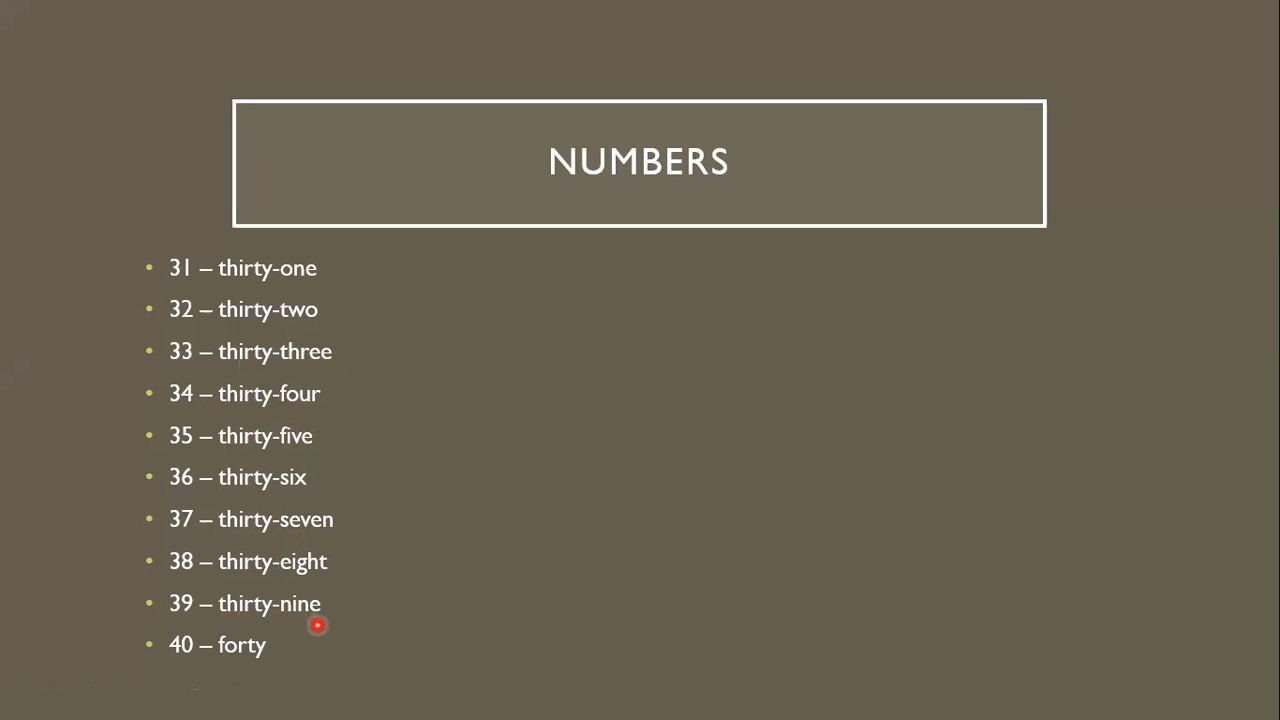 NUMBERS
• 31 – thirty-one
• 32 – thirty-two
• 33 – thirty-three
• 34 – thirty-four
• 35 – thirty-five
• 36 – thirty-six
• 37 – thirty-seven
• 38 – thirty-eight
• 39 – thirty-nine
• 40 – forty